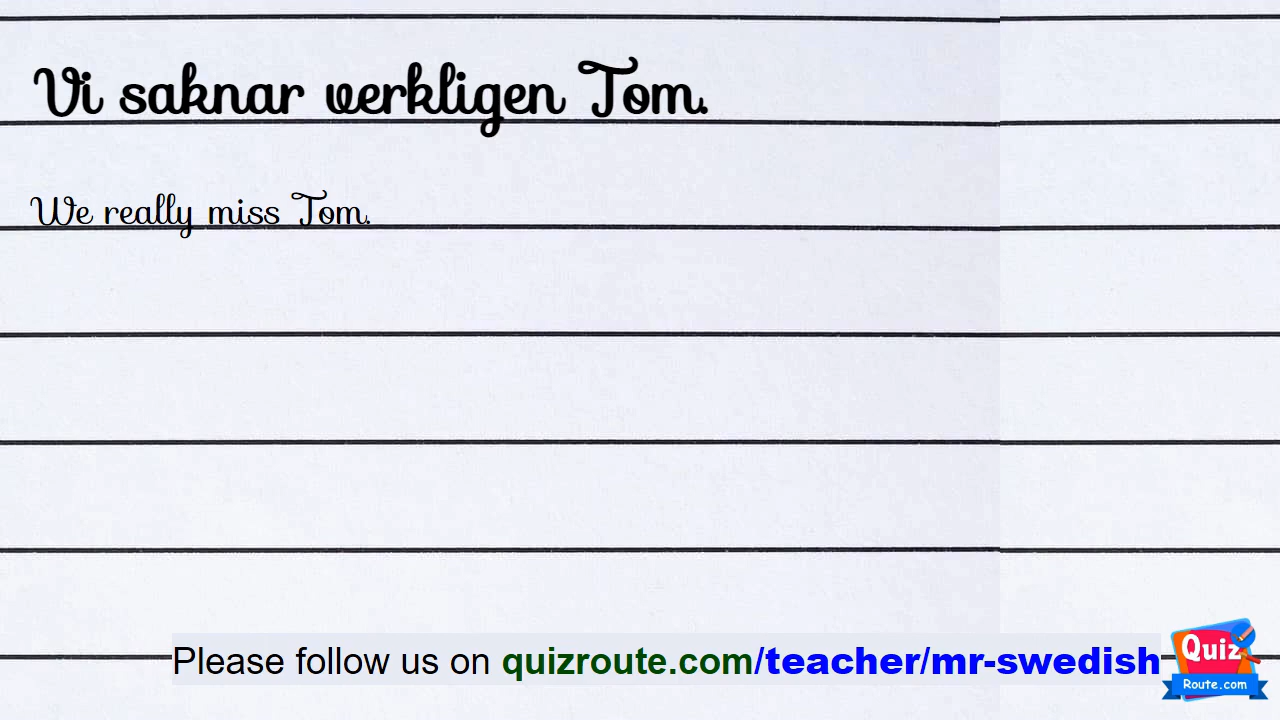 Vi saknar verkligen Tom.
We really miss Tom.
Please follow us on quizroute.com/teacher/mr-swedish
Quiz
Route.com